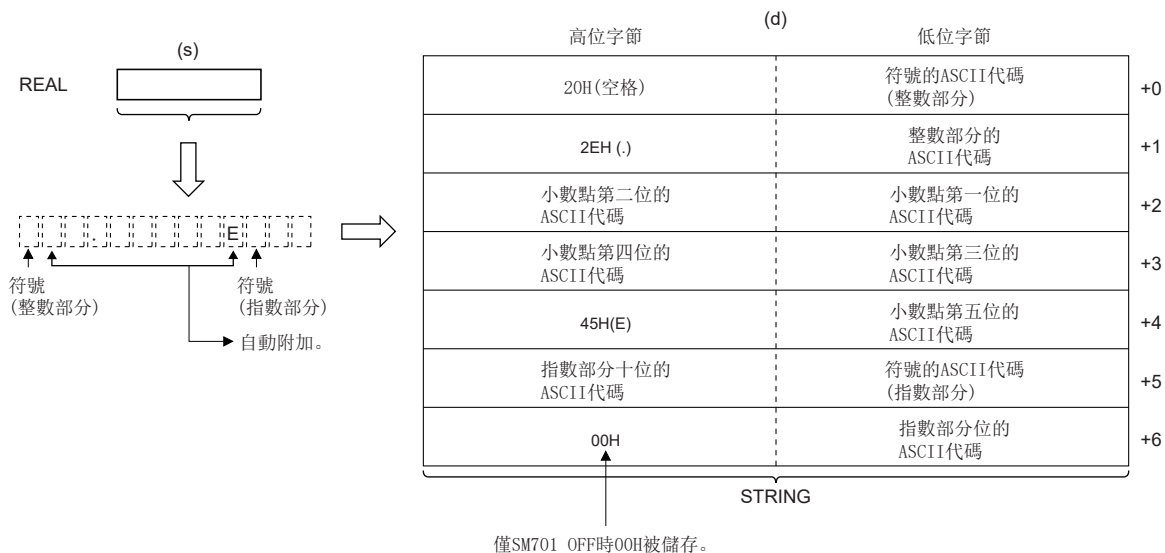 (s)
REAL
.
E
符號
(整數部分)
符號
(指數部分)
自動附加。
(d)
高位字節
低位字節
20H(空格)
符號的ASCII代碼
(整數部分)
+0
2EH (.)
整數部分的
ASCII代碼
+1
小數點第二位的
ASCII代碼
小數點第一位的
ASCII代碼
+2
小數點第四位的
ASCII代碼
小數點第三位的
ASCII代碼
+3
45H(E)
小數點第五位的
ASCII代碼
+4
指數部分十位的
ASCII代碼
符號的ASCII代碼
(指數部分)
+5
00H
指數部分位的
ASCII代碼
+6
STRING
僅SM701 OFF時00H被儲存。